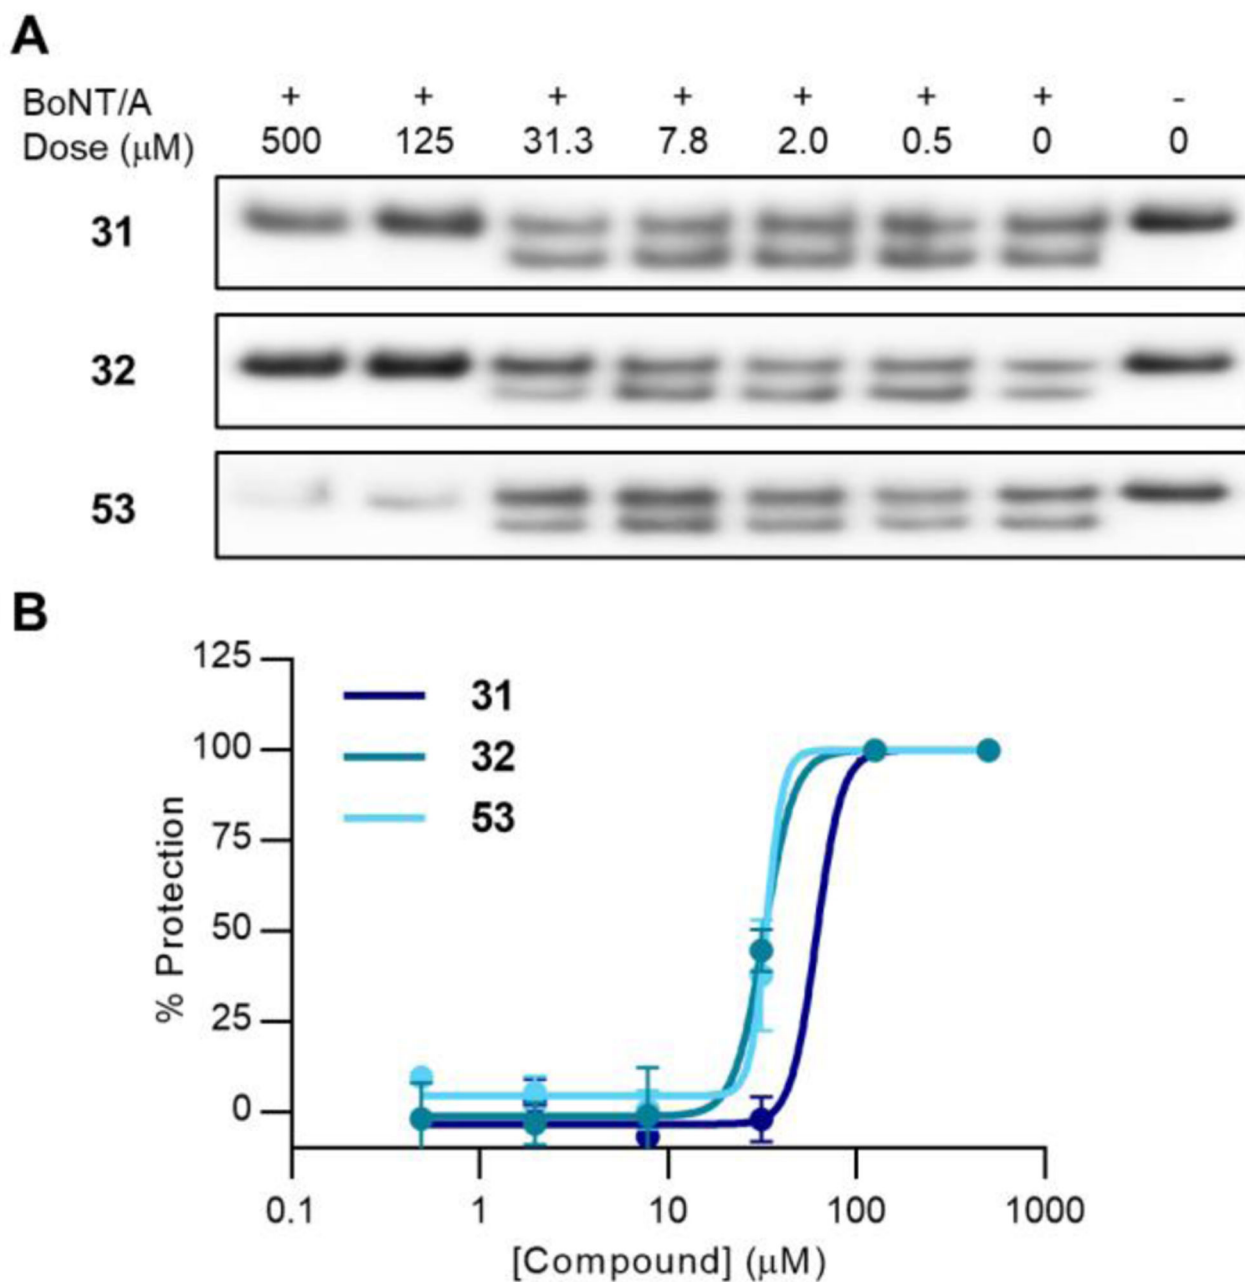 A
BoNT/A + + + + + + + -
Dose (μM) 500 125 31.3 7.8 2.0 0.5 0 0
31
32
53
B
125
100
75
50
25
0
% Protection
31
32
53
0.1 1 10 100 1000
[Compound] (μM)